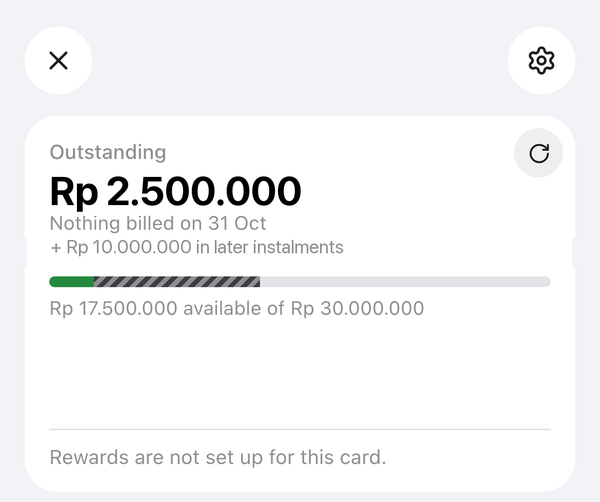 Outstanding
Rp 2.500.000
Nothing billed on 31 Oct
+ Rp 10.000.000 in later instalments
Rp 17.500.000 available of Rp 30.000.000
Rewards are not set up for this card.